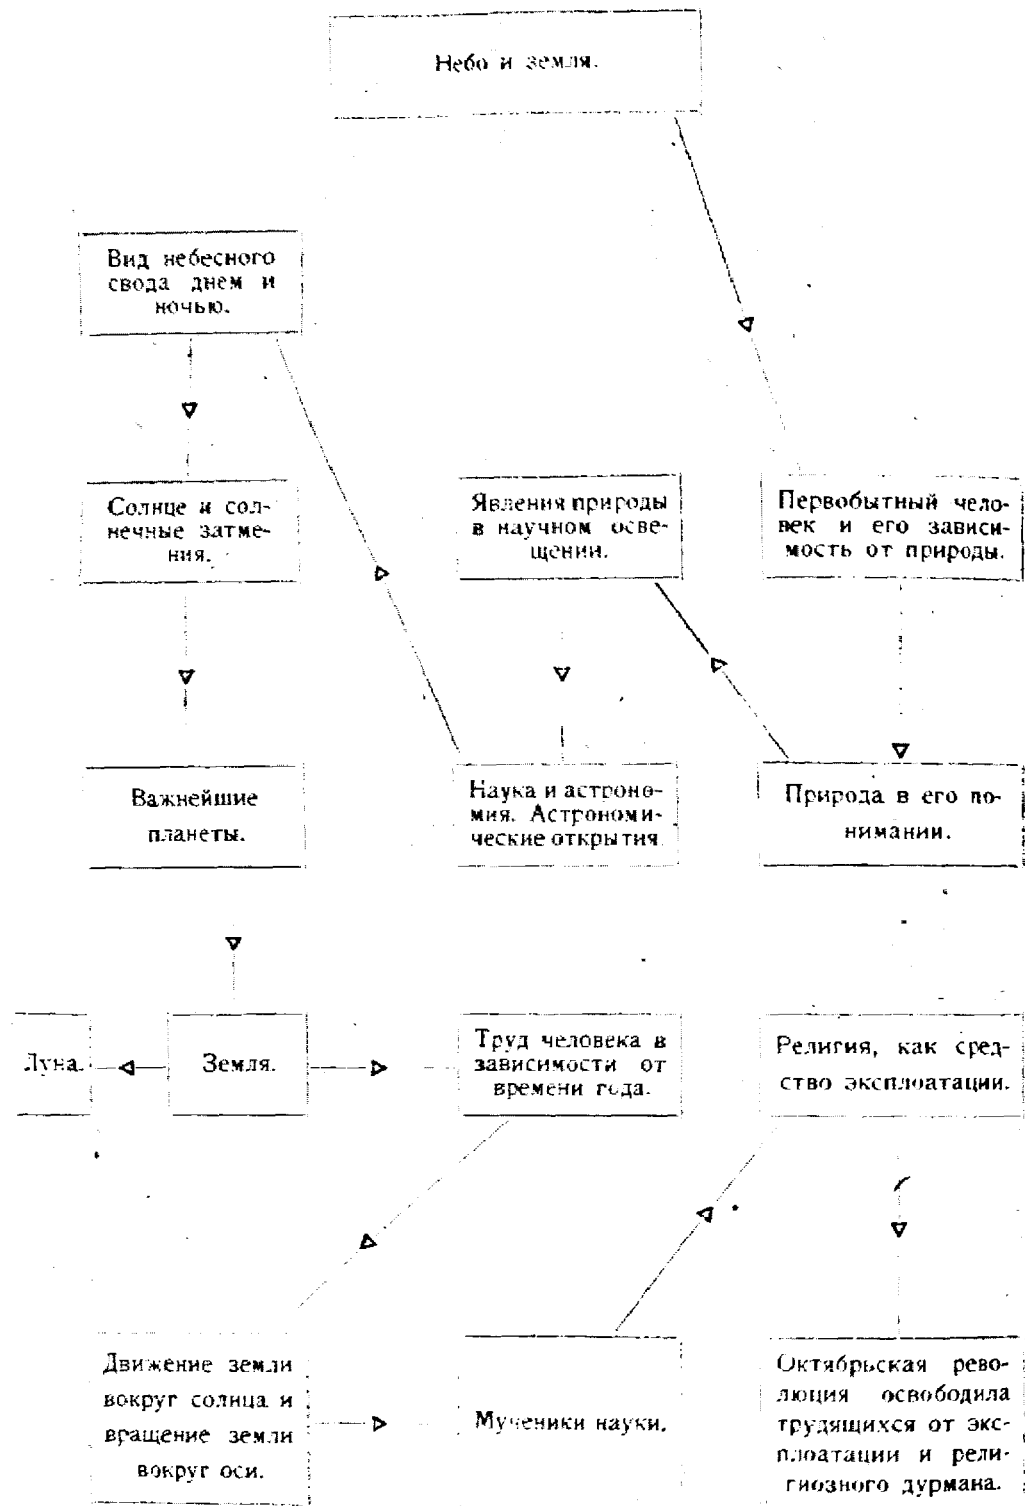 Небо и земля.
Вид небесного
свода днем и
ночью.
Солнце и сол-
нечные затме-
ния.
Явления природы
в научном осве-
щении.
Первобытный чело-
век и его зависи-
мость от природы.
Важнейшие
планеты.
Наука и астроно-
мия. Астрономи-
ческие открытия
Природа в его по-
нимании.
Луна.
Земля.
Труд человека в
зависимости от
времени года.
Религия, как сред-
ство эксплоатации.
Движение земли
вокруг солнца и
вращение земли
вокруг оси.
Мученики науки.
Октябрьская рево-
люция освободила
трудящихся от экс-
плоатации и рели-
гиозного дурмана.